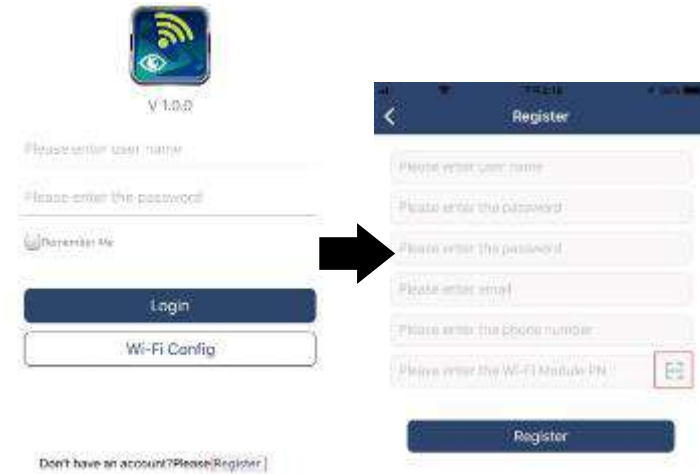 V 1.0.0
Please enter user name
Please enter the password
Remember Me
Login
Wi-Fi Config
Don't have an account?Please Register
Register
Please enter user name
Please enter the password
Please enter the password
Please enter email
Please enter the phone number
Please enter the Wi-Fi Module PN
Register